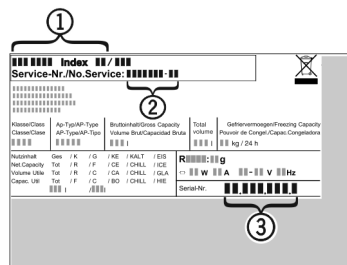 1
Index /
Service-Nr./No.Service: -
2
Klasse/Class
Classe/Clase
Ap-Typ/AP-Type
AP-Typ/AP-Tipo
Bruttoinhalt/Gross Capacity
Volume Brut/Capacidad Bruta
l
Total
volume
l
Gefriervermoegen/Freezing Capacity
Pouvoir de Congel./Capac.Congeladora
kg / 24 h
Nutzinhalt Ges / K / G / KE / KALT / EIS
Net Capacity Tot / R / F / CE / CHILL / ICE
Volume Utile Tot / R / C / CA / CHILL / GLA
Capac. Util Tot / F / C / BO / CHILL / HIE
l / l
R : g
W A - V Hz
Serial-Nr.
3